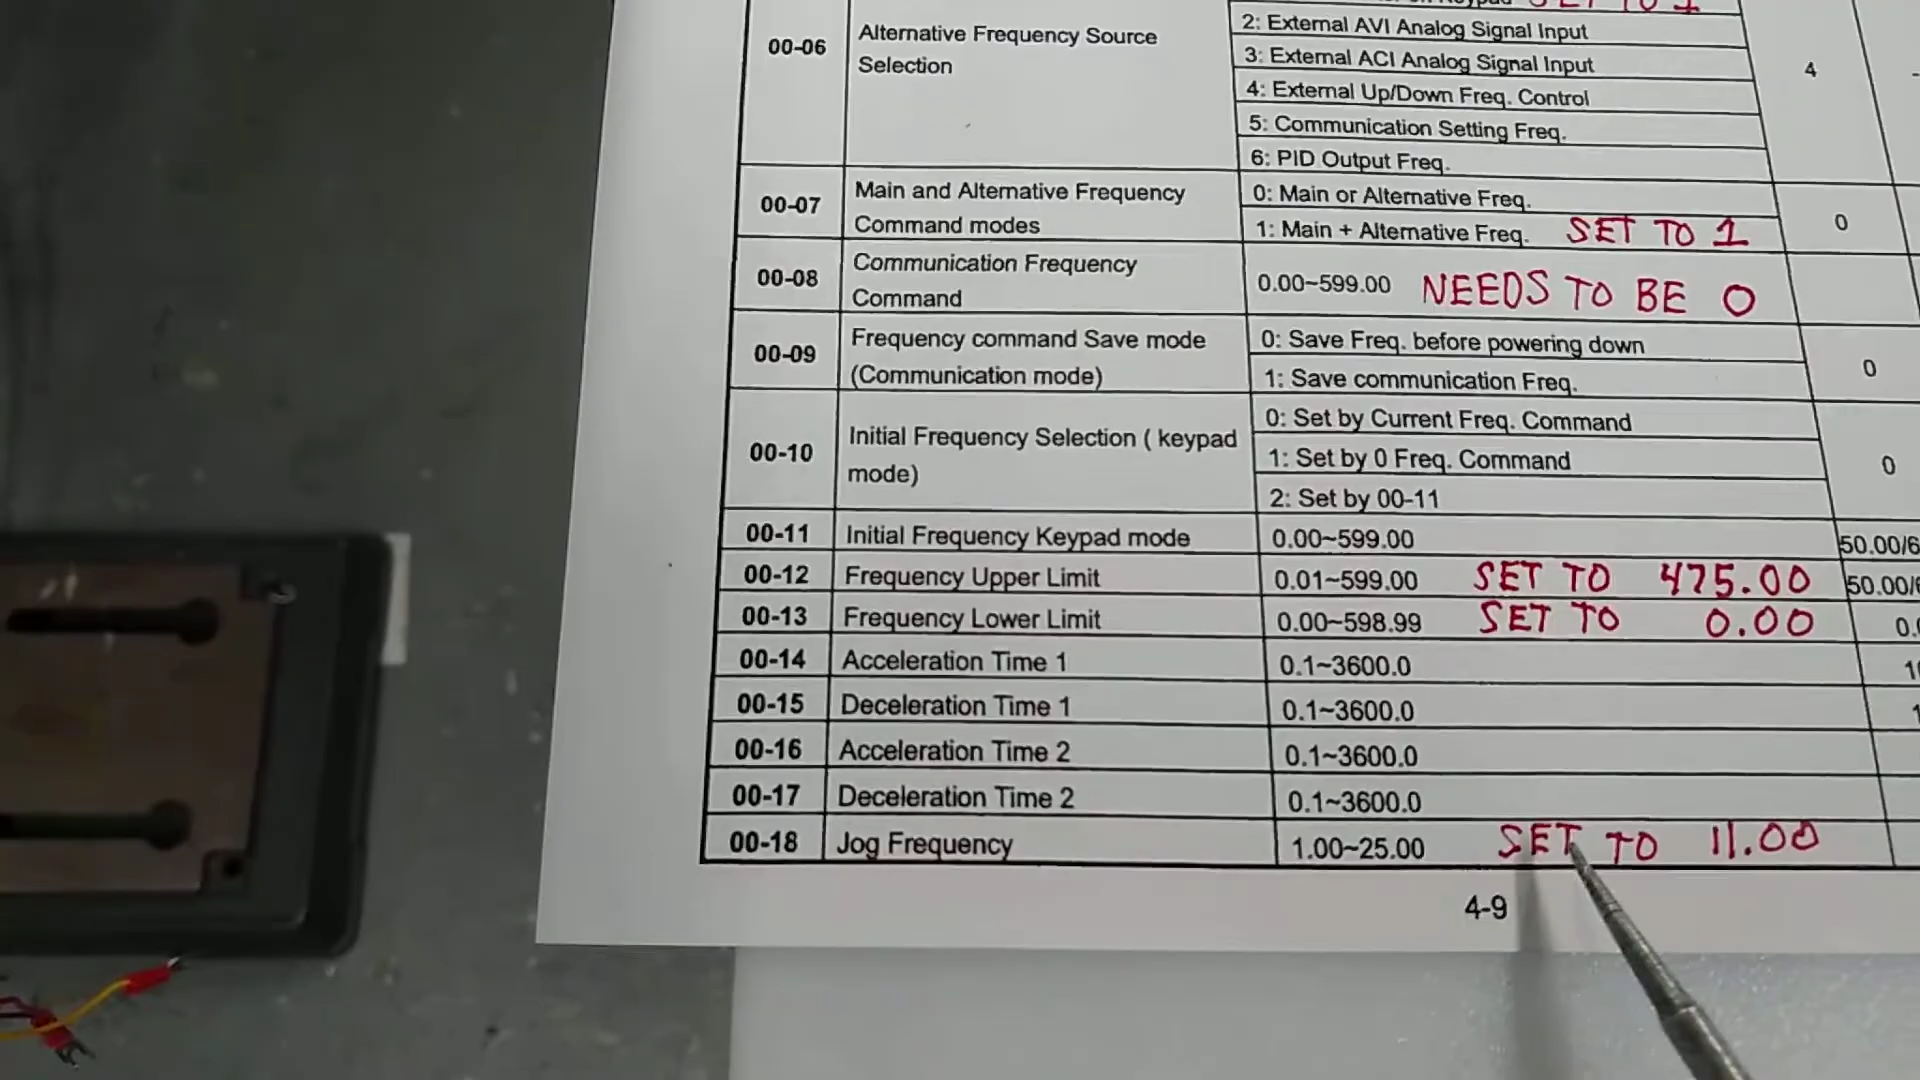 2: External AVI Analog Signal Input
00-06
Alternative Frequency Source
Selection
3: External ACI Analog Signal Input
4
4: External Up/Down Freq. Control
5: Communication Setting Freq.
6: PID Output Freq.
00-07
Main and Alternative Frequency
Command modes
0: Main or Alternative Freq.
1: Main + Alternative Freq. SET TO 1
0
00-08
Communication Frequency
Command
0.00~599.00 NEEDS TO BE 0
00-09
Frequency command Save mode
(Communication mode)
0: Save Freq. before powering down
1: Save communication Freq.
0
00-10
Initial Frequency Selection ( keypad
mode)
0: Set by Current Freq. Command
1: Set by 0 Freq. Command
2: Set by 00-11
0
00-11 Initial Frequency Keypad mode 0.00~599.00 50.00/6
00-12 Frequency Upper Limit 0.01~599.00 SET TO 475.00 50.00/
00-13 Frequency Lower Limit 0.00~598.99 SET TO 0.00 0.
00-14 Acceleration Time 1 0.1~3600.0
00-15 Deceleration Time 1 0.1~3600.0
00-16 Acceleration Time 2 0.1~3600.0
00-17 Deceleration Time 2 0.1~3600.0
00-18 Jog Frequency 1.00~25.00 SET TO 11.00
4-9